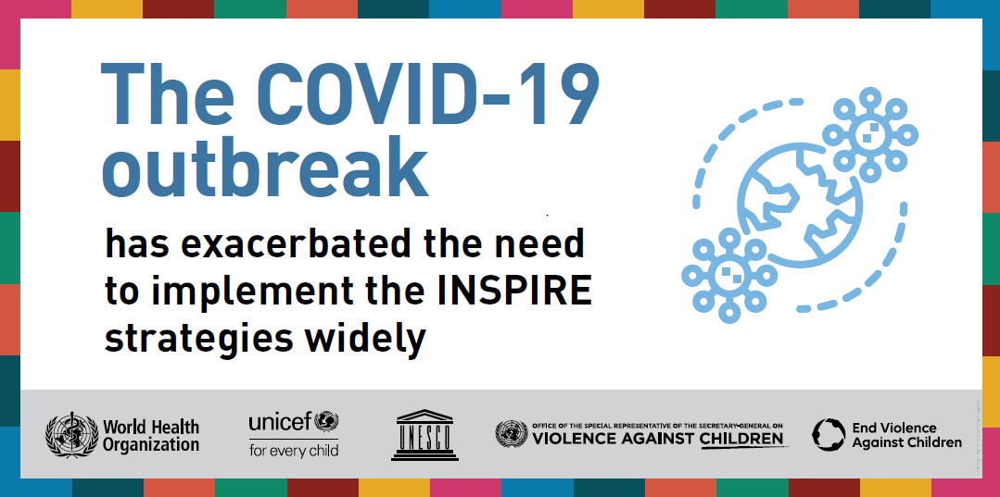 The COVID-19
outbreak
has exacerbated the need
to implement the INSPIRE
strategies widely
World Health
Organization
unicef
for every child
UNESCO
OFFICE OF THE SPECIAL REPRESENTATIVE OF THE SECRETARY-GENERAL ON
VIOLENCE AGAINST CHILDREN
End Violence
Against Children